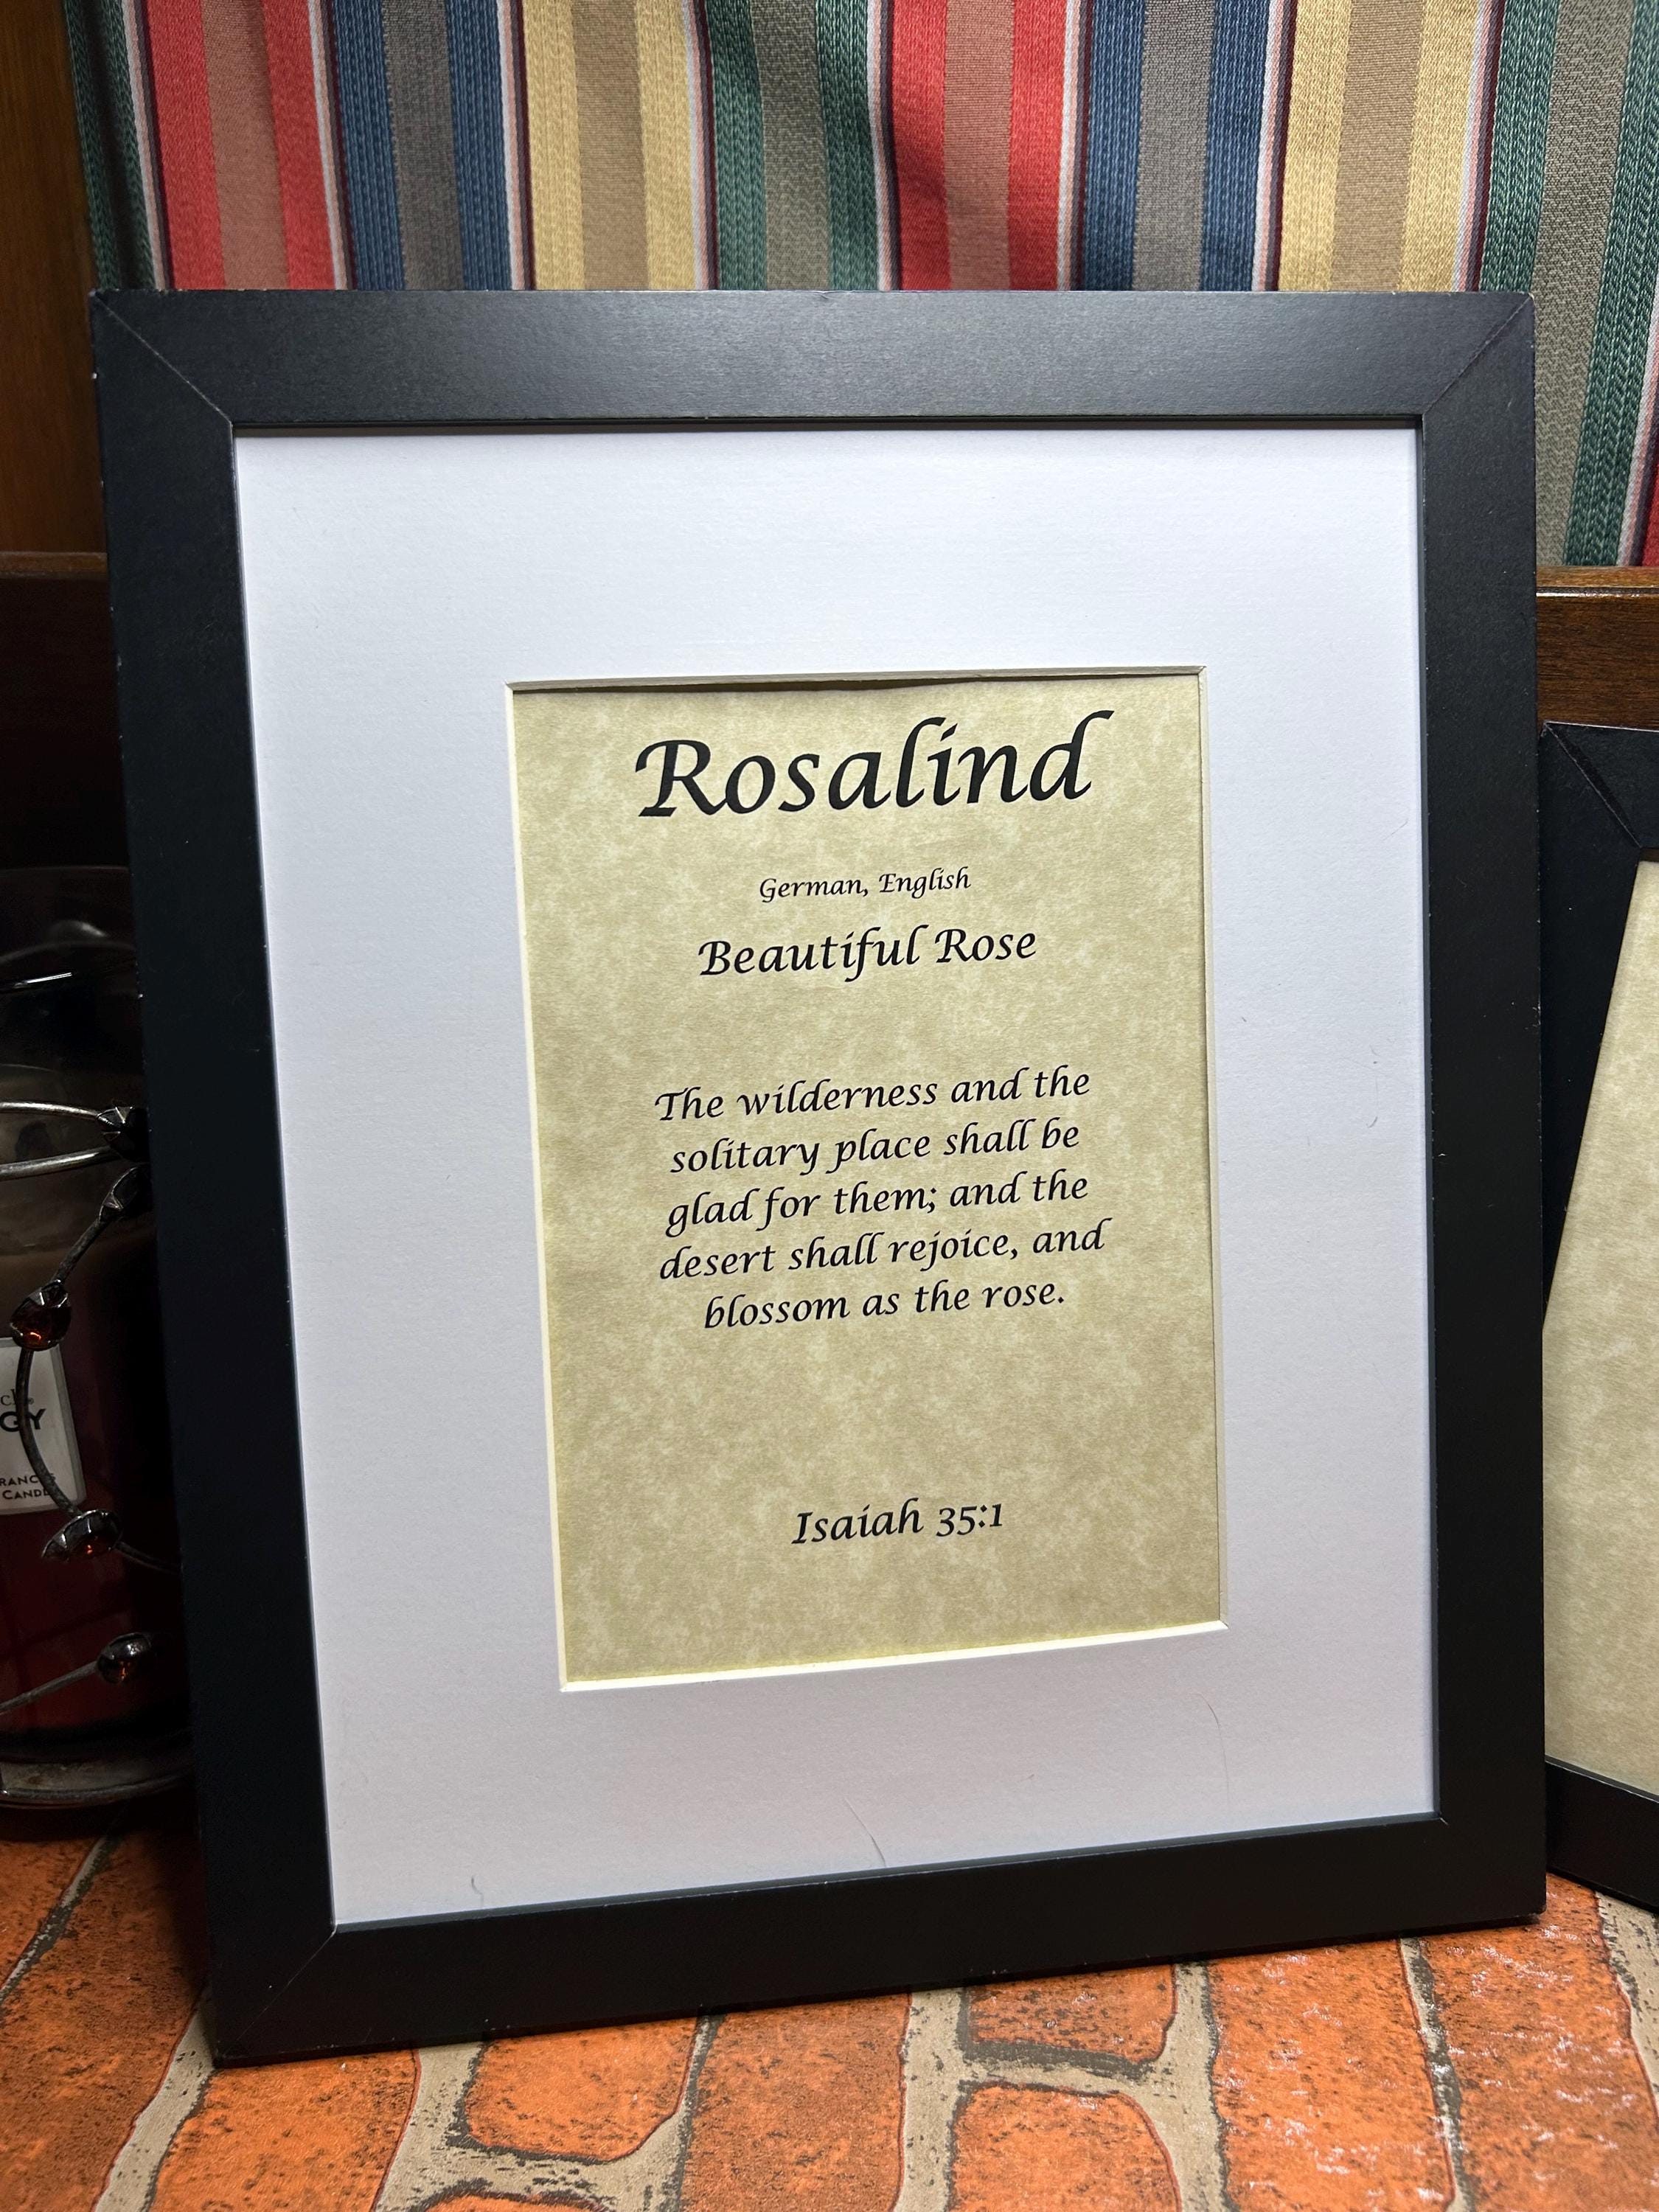 Rosalind
German, English
Beautiful Rose
The wilderness and the
solitary place shall be
glad for them; and the
desert shall rejoice, and
blossom as the rose.
Isaiah 35:1